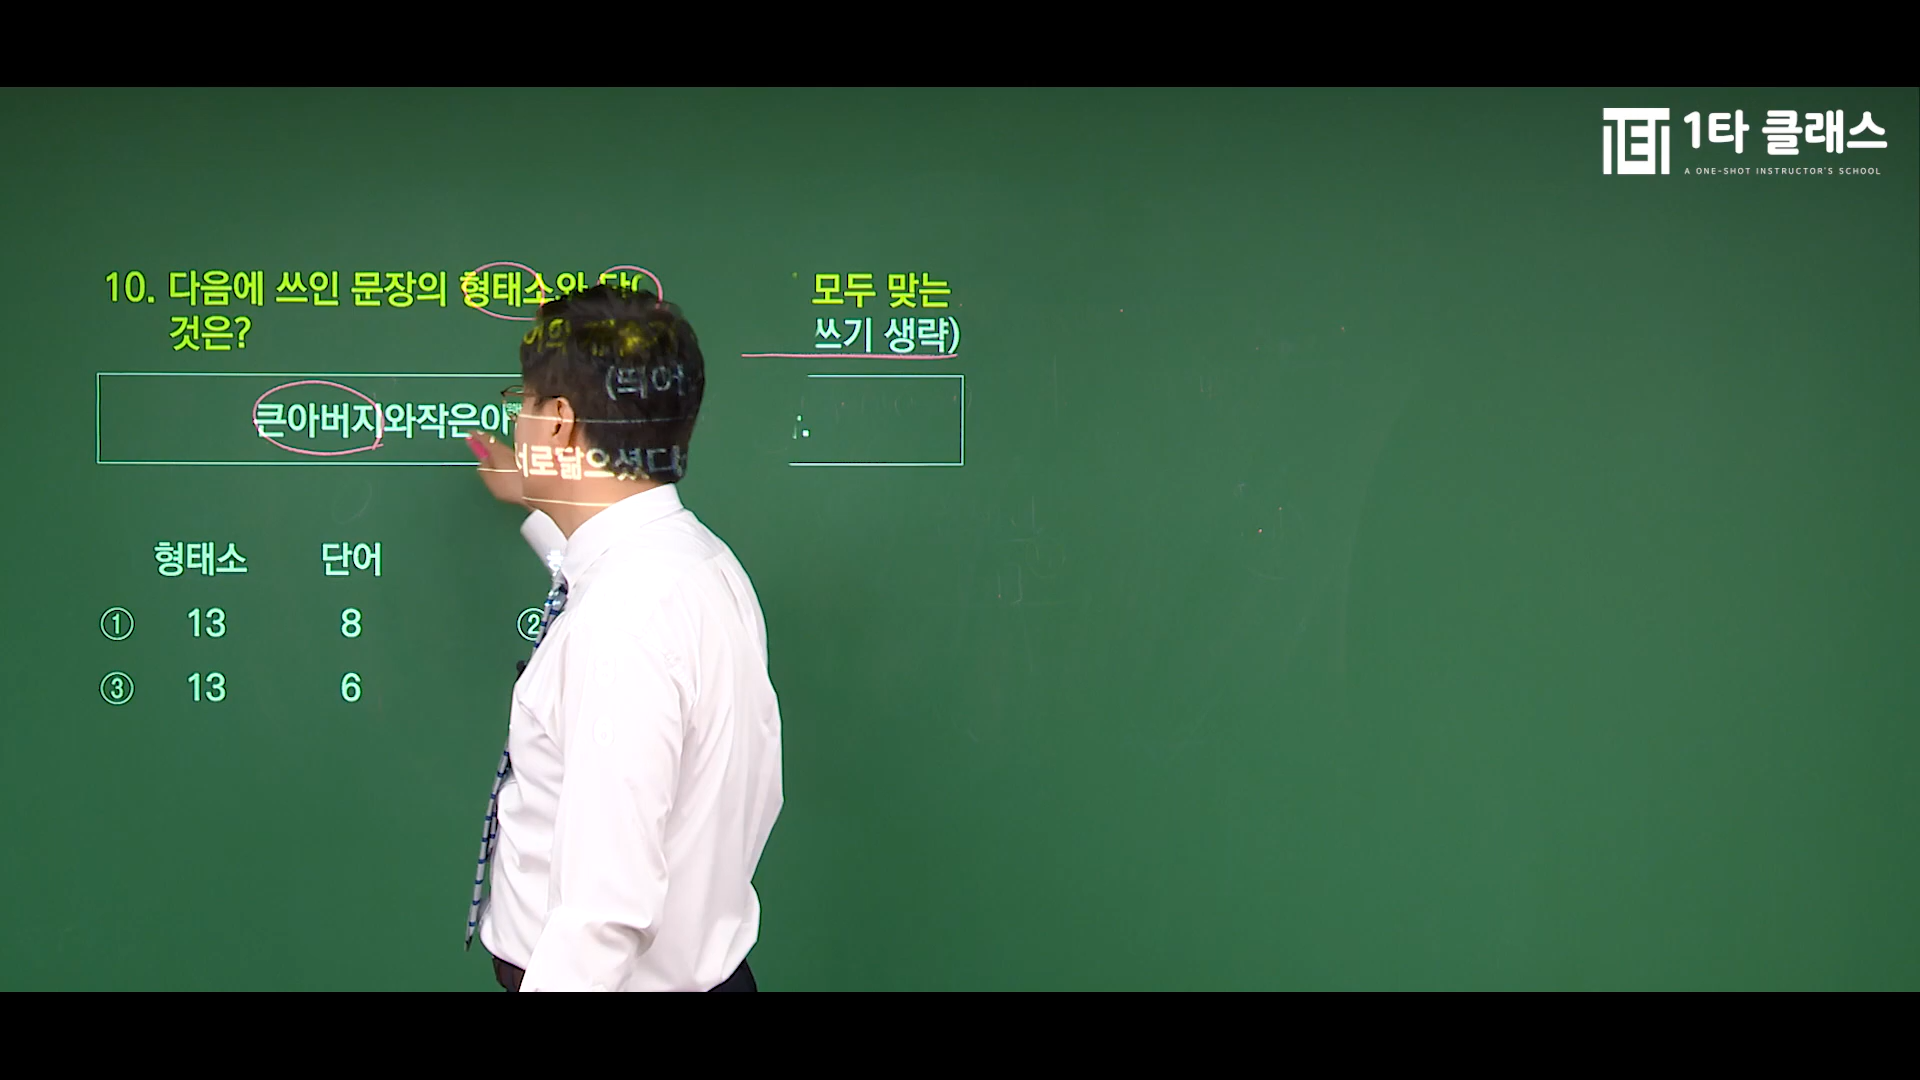 1타 클래스
A ONE-SHOT INSTRUCTOR'S SCHOOL
10. 다음에 쓰인 문장의 형태소와 모두 맞는
것은? (띄어 쓰기 생략)
큰아버지와작은아
서로닮으셨다
형태소 단어
① 13 8 ②
③ 13 6